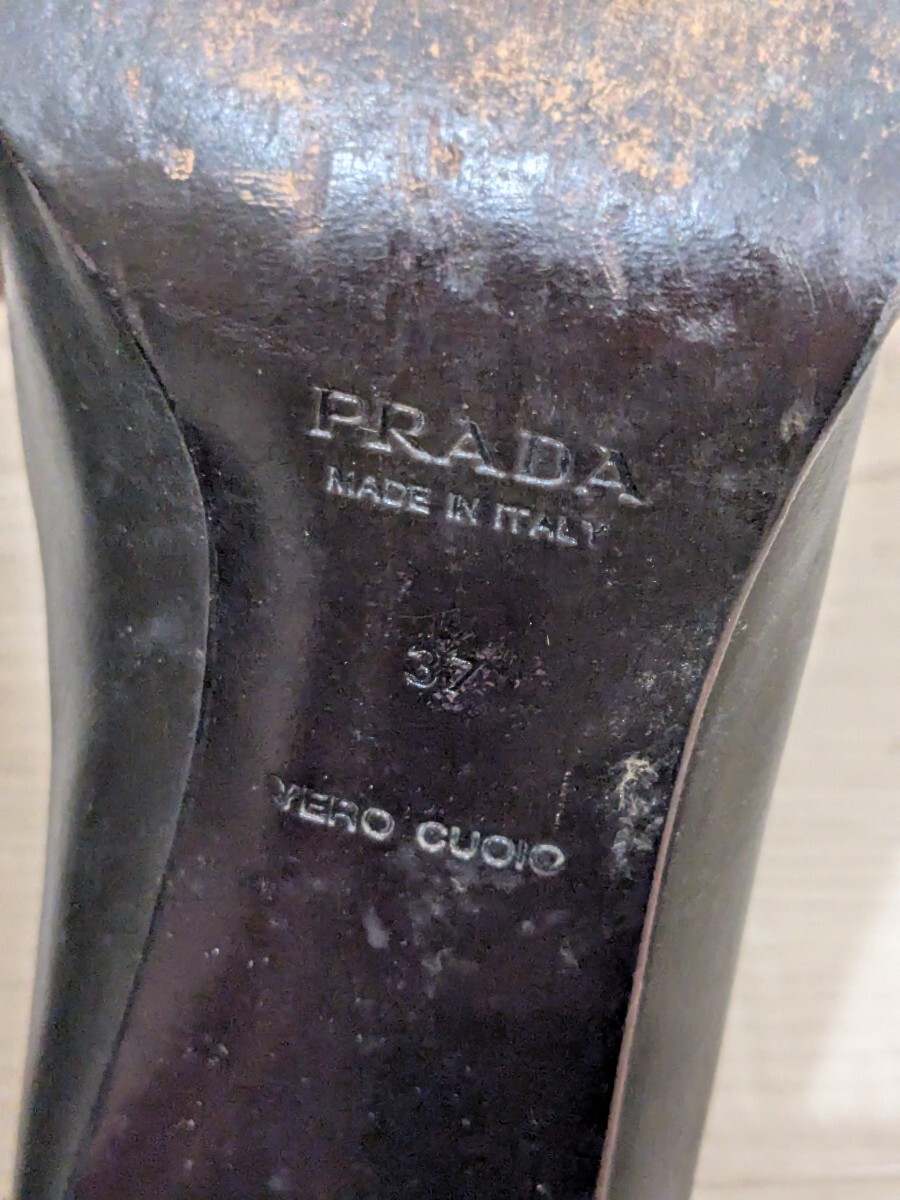 PRADA
MADE IN ITALY
37
VERO CUOIO